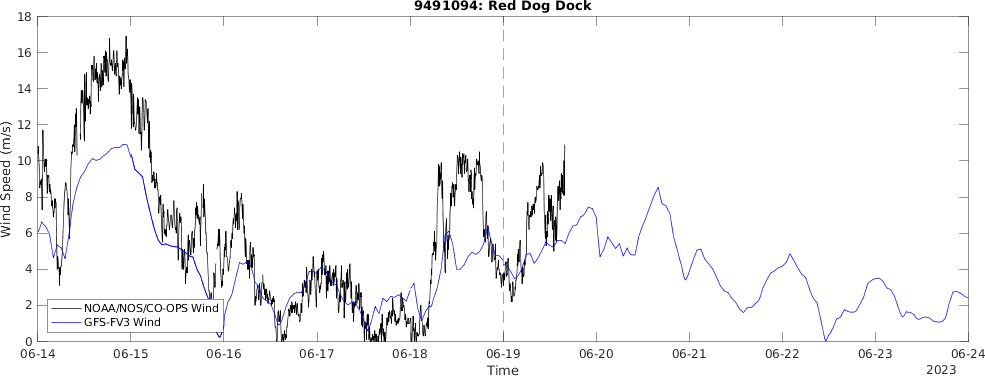 9491094: Red Dog Dock
18
16
14
12
10
8
6
4
2
0
Wind Speed (m/s)
NOAA/NOS/CO-OPS Wind
GFS-FV3 Wind
06-14 06-15 06-16 06-17 06-18 06-19 06-20 06-21 06-22 06-23 06-24
Time
2023